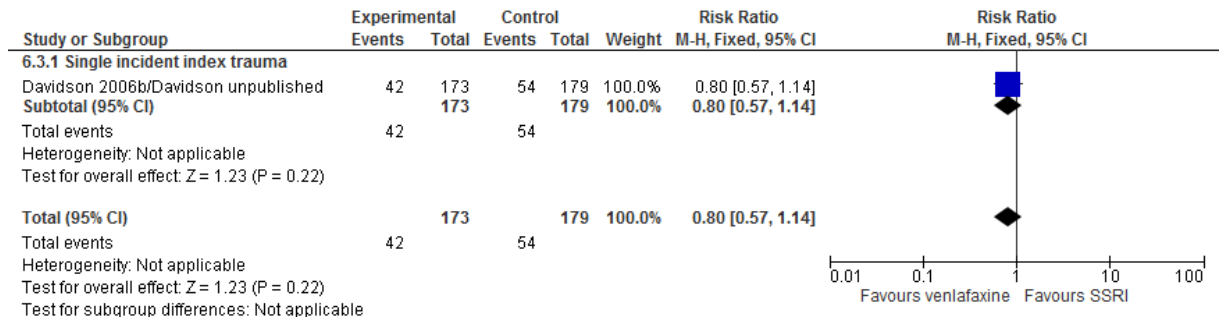 Experimental Control Risk Ratio Risk Ratio
Study or Subgroup Events Total Events Total Weight M-H, Fixed, 95% CI M-H, Fixed, 95% CI
6.3.1 Single incident index trauma
Davidson 2006b/Davidson unpublished 42 173 54 179 100.0% 0.80 [0.57, 1.14]
Subtotal (95% CI) 173 179 100.0% 0.80 [0.57, 1.14]
Total events 42 54
Heterogeneity: Not applicable
Test for overall effect: Z = 1.23 (P = 0.22)
Total (95% CI) 173 179 100.0% 0.80 [0.57, 1.14]
Total events 42 54
Heterogeneity: Not applicable
Test for overall effect: Z = 1.23 (P = 0.22)
Test for subgroup differences: Not applicable
0.01 0.1 1 10 100
Favours venlafaxine Favours SSRI